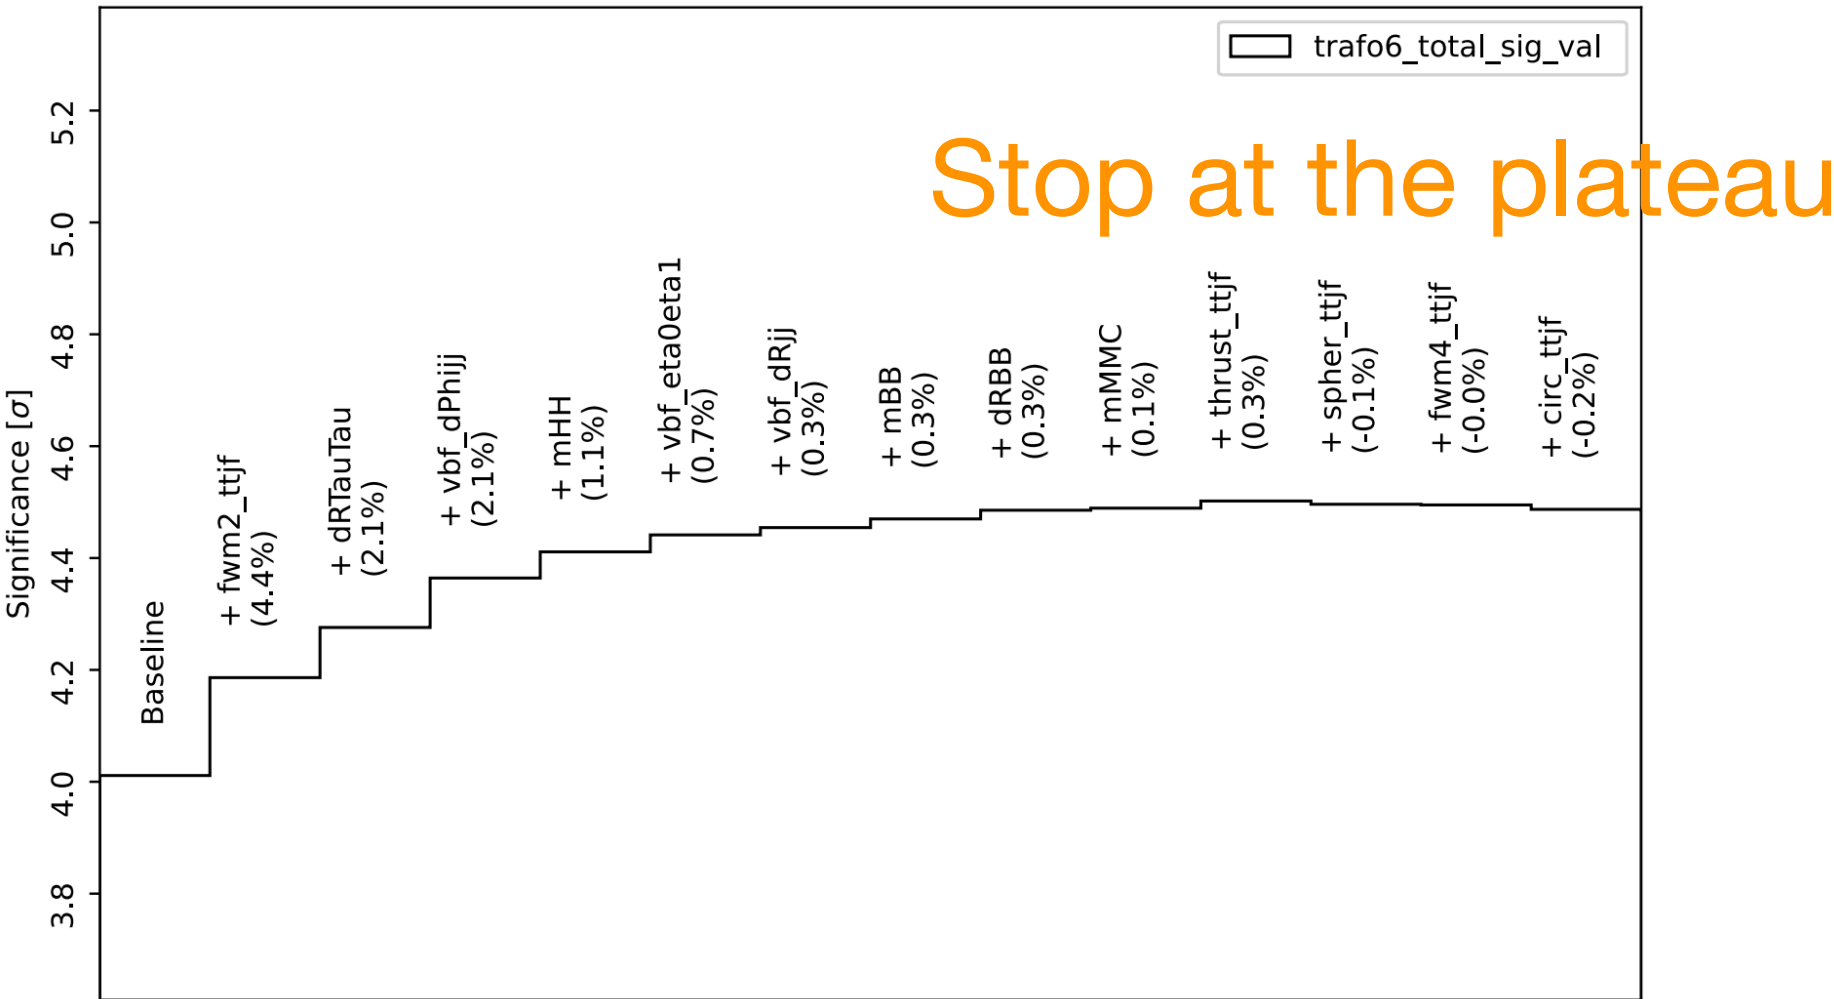 trafo6_total_sig_val
Stop at the plateau
Significance [σ]
5.2
5.0
4.8
4.6
4.4
4.2
4.0
3.8
Baseline
+ fwm2_ttjf
(4.4%)
+ dRTauTau
(2.1%)
+ vbf_dPhijj
(2.1%)
+ mHH
(1.1%)
+ vbf_eta0eta1
(0.7%)
+ vbf_dRjj
(0.3%)
+ mBB
(0.3%)
+ dRBB
(0.3%)
+ mMMC
(0.1%)
+ thrust_ttjf
(0.3%)
+ spher_ttjf
(-0.1%)
+ fwm4_ttjf
(-0.0%)
+ circ_ttjf
(-0.2%)